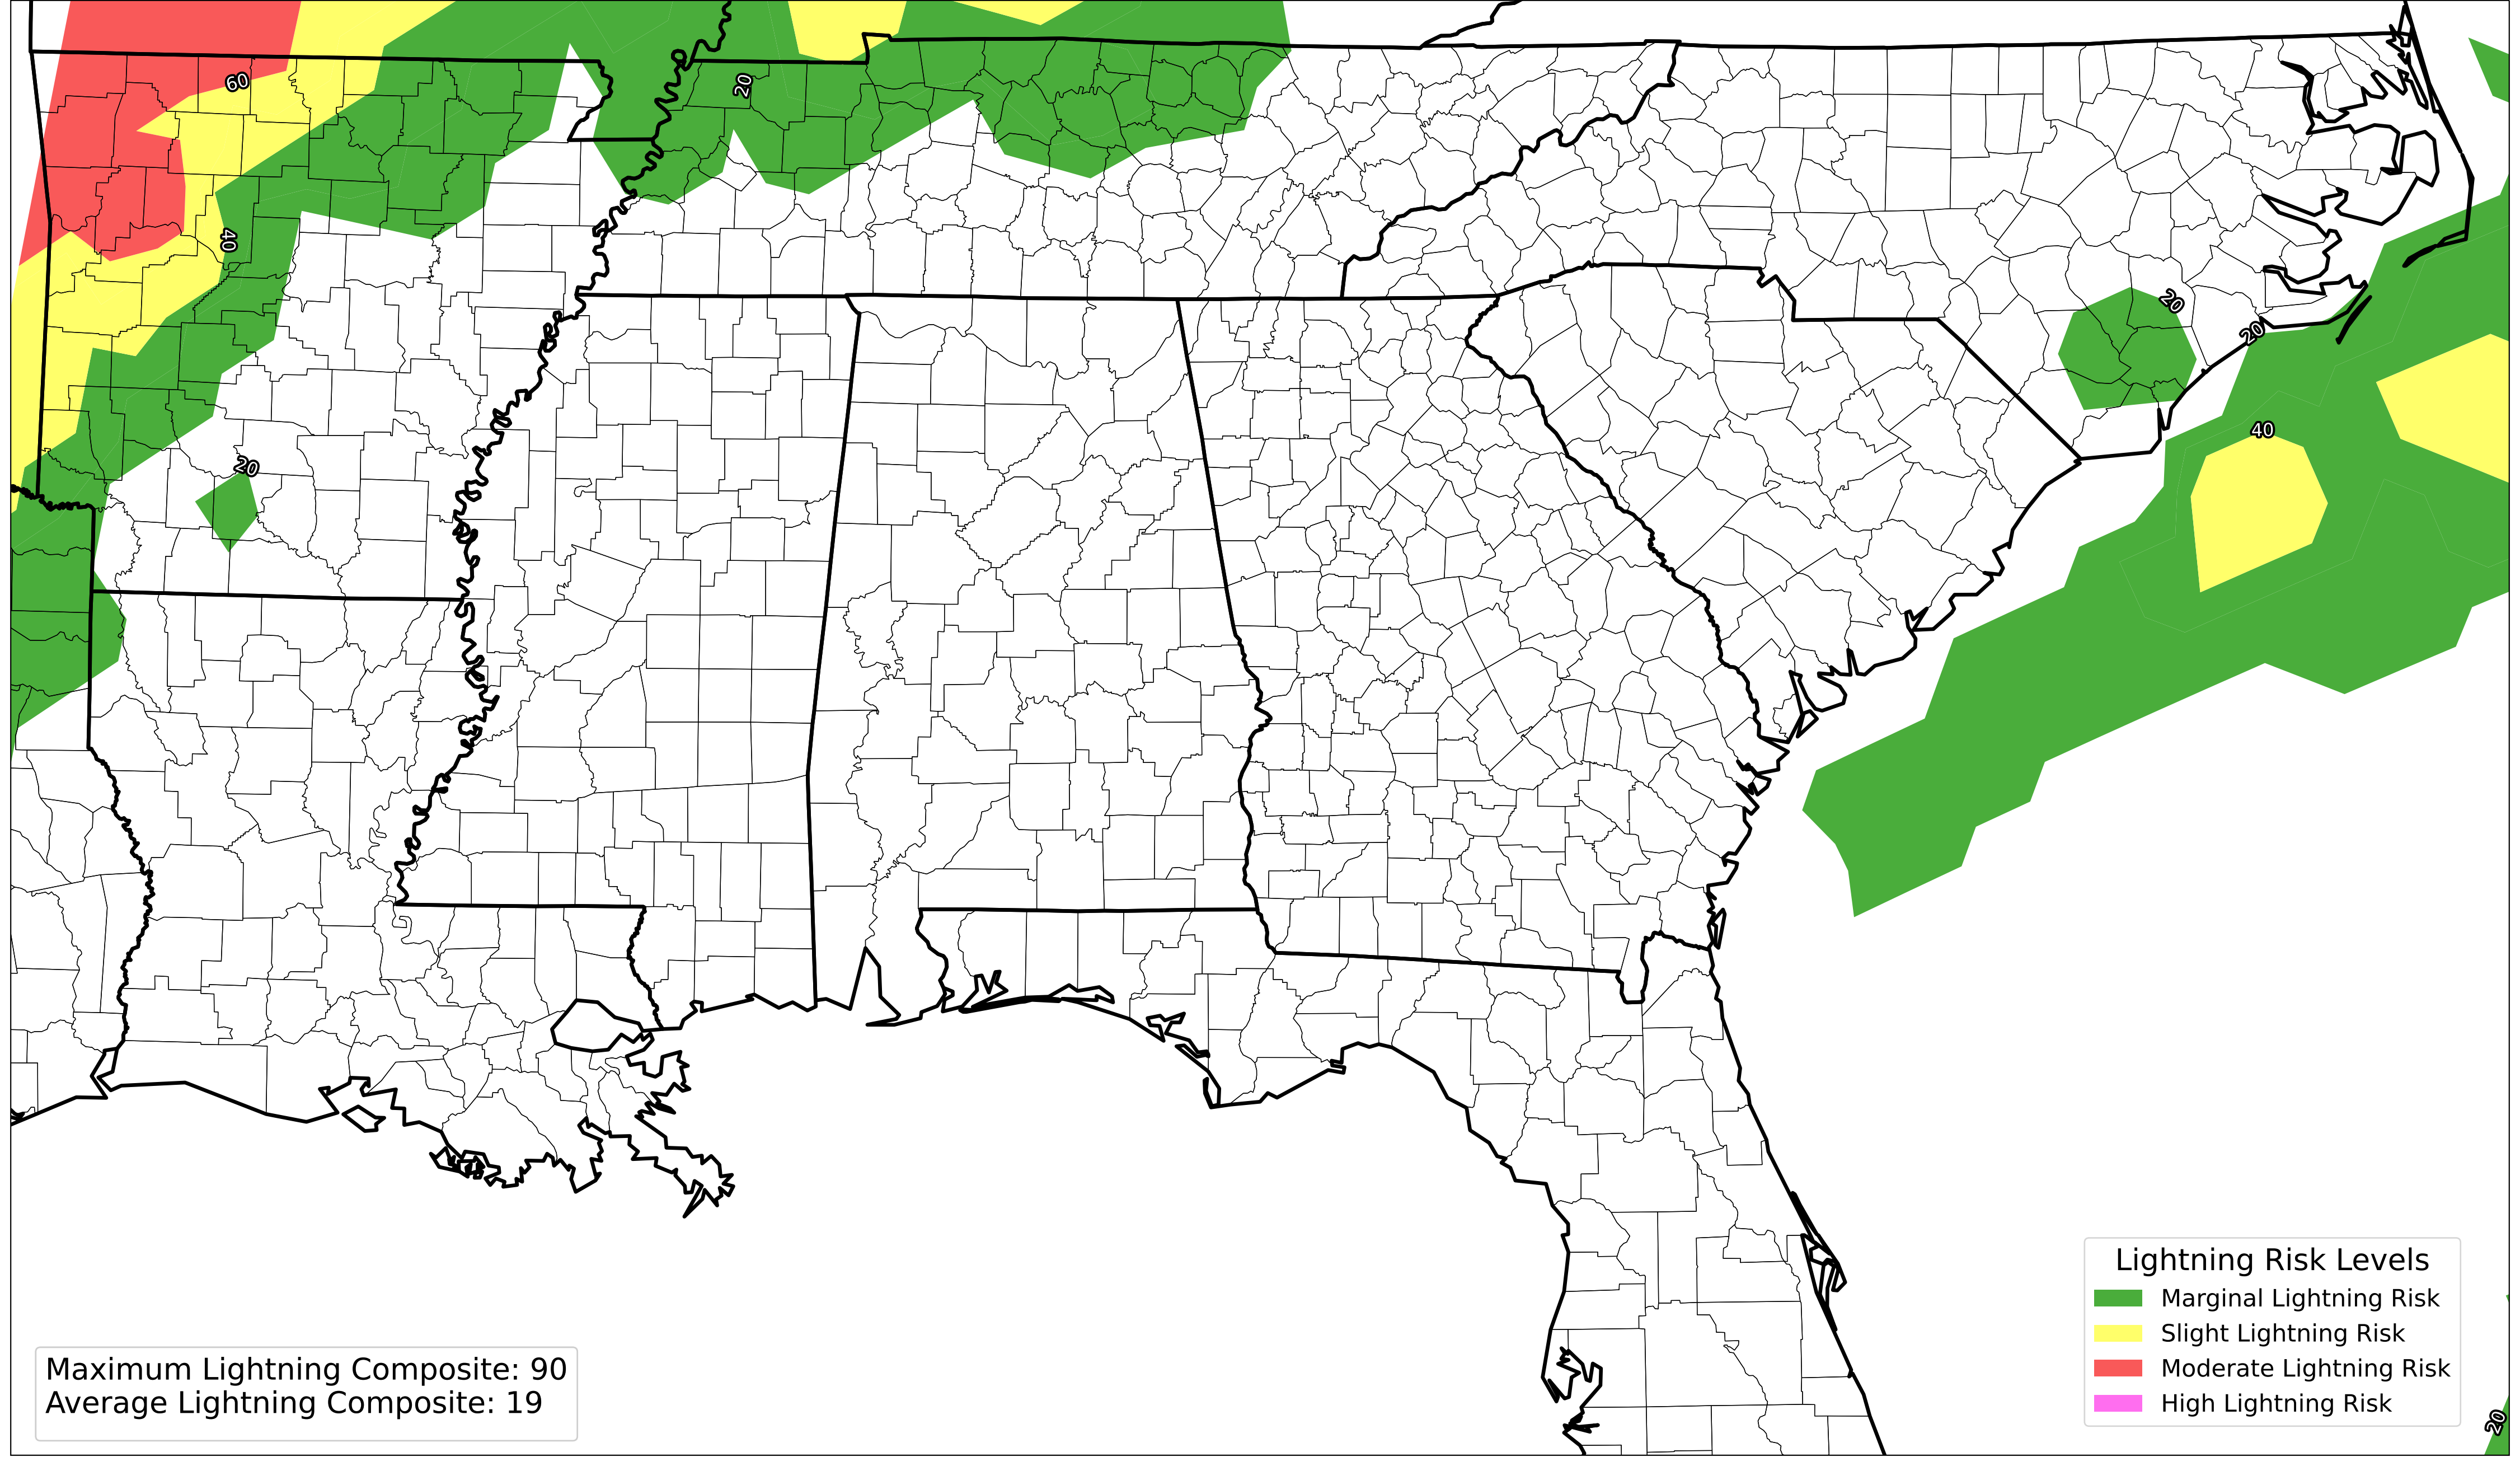 60
20
40
20
20
20
40
Maximum Lightning Composite: 90
Average Lightning Composite: 19
Lightning Risk Levels
Marginal Lightning Risk
Slight Lightning Risk
Moderate Lightning Risk
High Lightning Risk
20